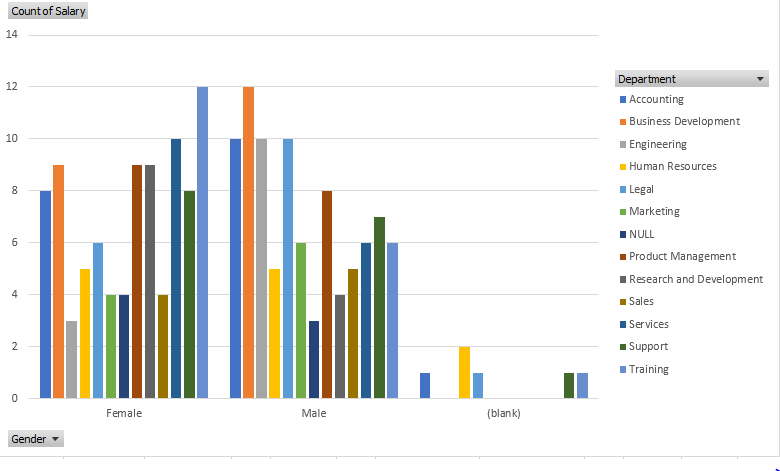 Count of Salary
14
12
10
8
6
4
2
0
Female
Male
(blank)
Department
Accounting
Business Development
Engineering
Human Resources
Legal
Marketing
NULL
Product Management
Research and Development
Sales
Services
Support
Training
Gender